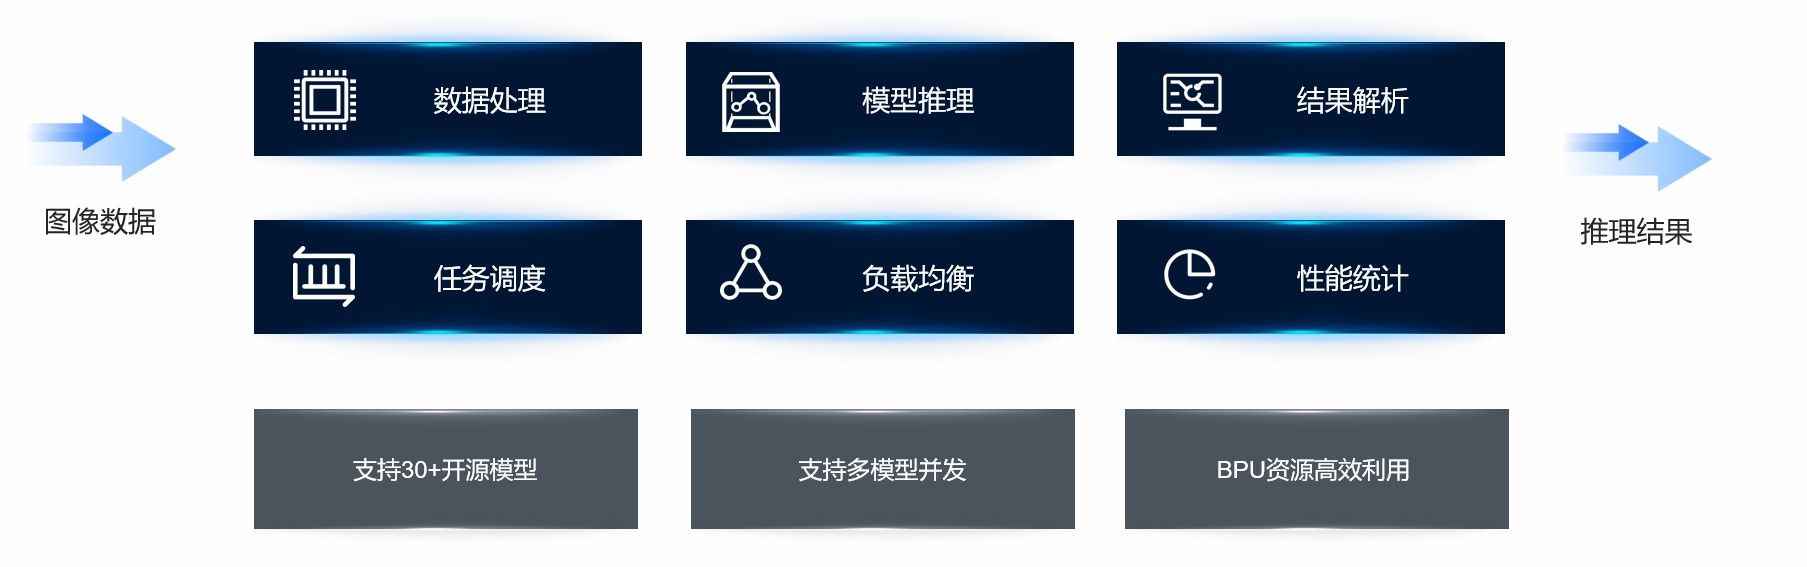 图像数据
数据处理
模型推理
结果解析
任务调度
负载均衡
性能统计
推理结果
支持30+开源模型
支持多模型并发
BPU资源高效利用